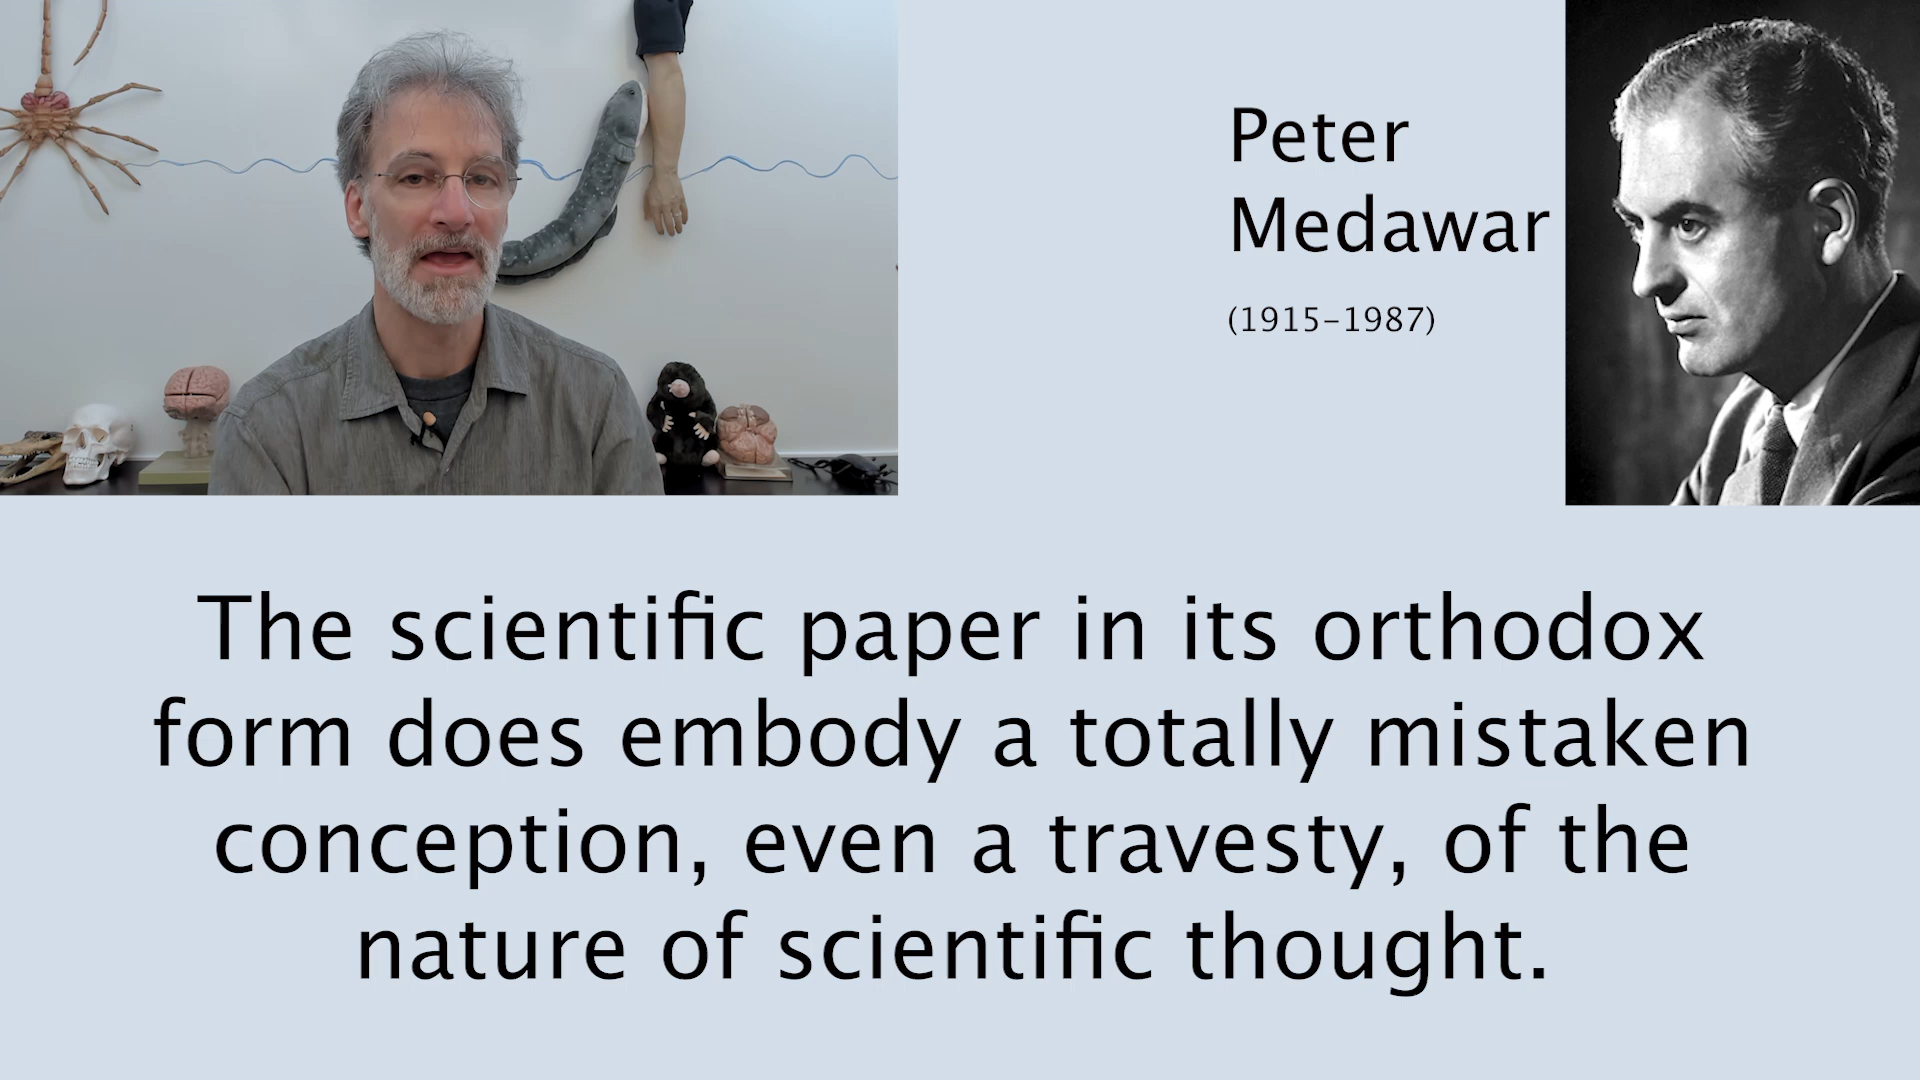 Peter
Medawar
(1915–1987)
The scientific paper in its orthodox
form does embody a totally mistaken
conception, even a travesty, of the
nature of scientific thought.